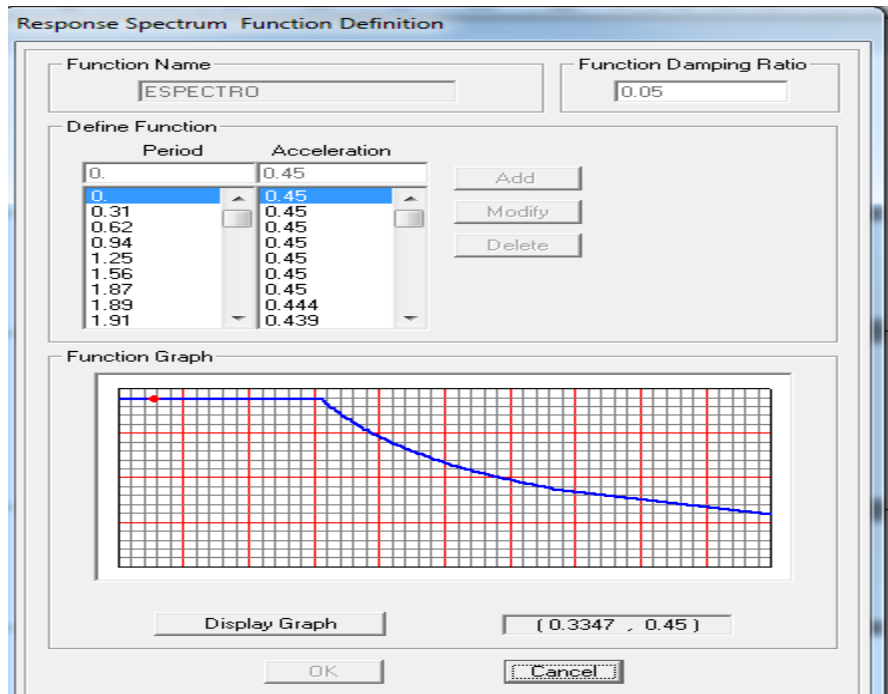 Response Spectrum Function Definition
Function Name
Function Damping Ratio
ESPECTRO
0.05
Define Function
Period Acceleration
0. 0.45
Add
0. 0.45
0.31 0.45
Modify
0.62 0.45
0.94 0.45
Delete
1.25 0.45
1.56 0.45
1.87 0.45
1.89 0.444
1.91 0.439
Function Graph
Display Graph
( 0.3347 , 0.45 )
OK
Cancel